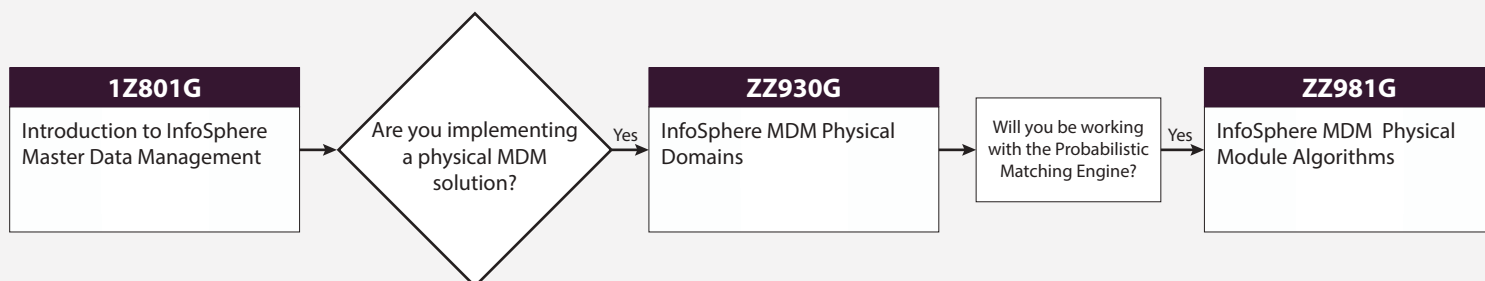 1Z801G
Introduction to InfoSphere
Master Data Management
Are you implementing
a physical MDM
solution?
Yes
ZZ930G
InfoSphere MDM Physical
Domains
Will you be working
with the Probabilistic
Matching Engine?
Yes
ZZ981G
InfoSphere MDM Physical
Module Algorithms